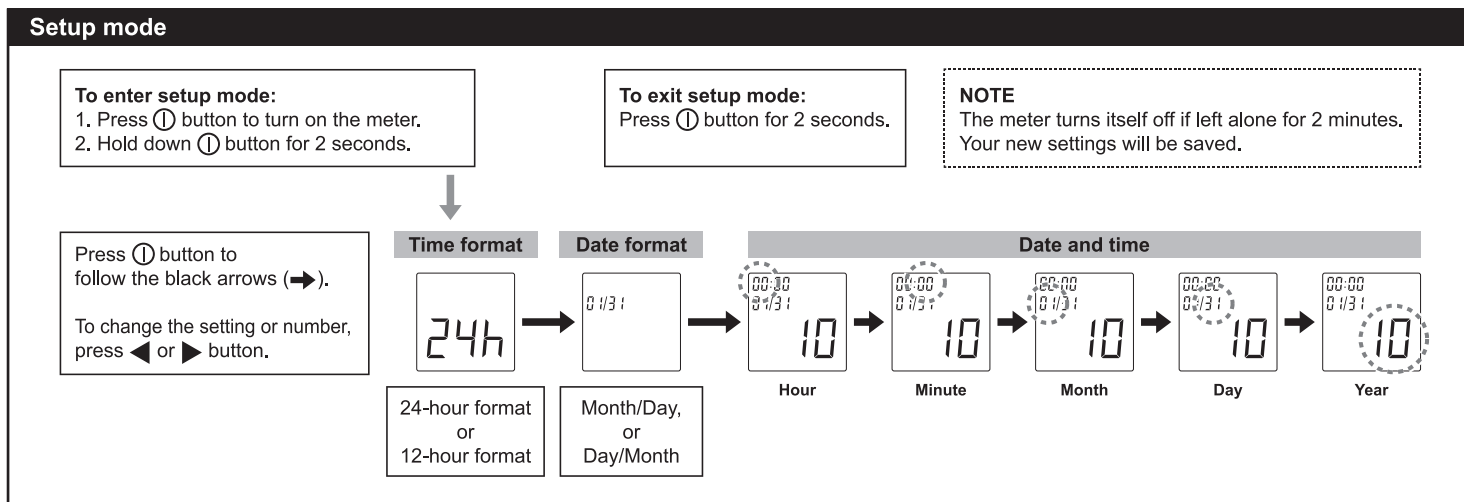 Setup mode
To enter setup mode:
1. Press button to turn on the meter.
2. Hold down button for 2 seconds.
To exit setup mode:
Press button for 2 seconds.
NOTE
The meter turns itself off if left alone for 2 minutes.
Your new settings will be saved.
Press button to
follow the black arrows (➡).
To change the setting or number,
press ◀ or ▶ button.
Time format
Date format
Date and time
24h
01/31
00:00
01/31
10
00:00
01/31
10
00:00
01/31
10
00:00
01/31
10
00:00
01/31
10
Hour
Minute
Month
Day
Year
24-hour format
or
12-hour format
Month/Day,
or
Day/Month